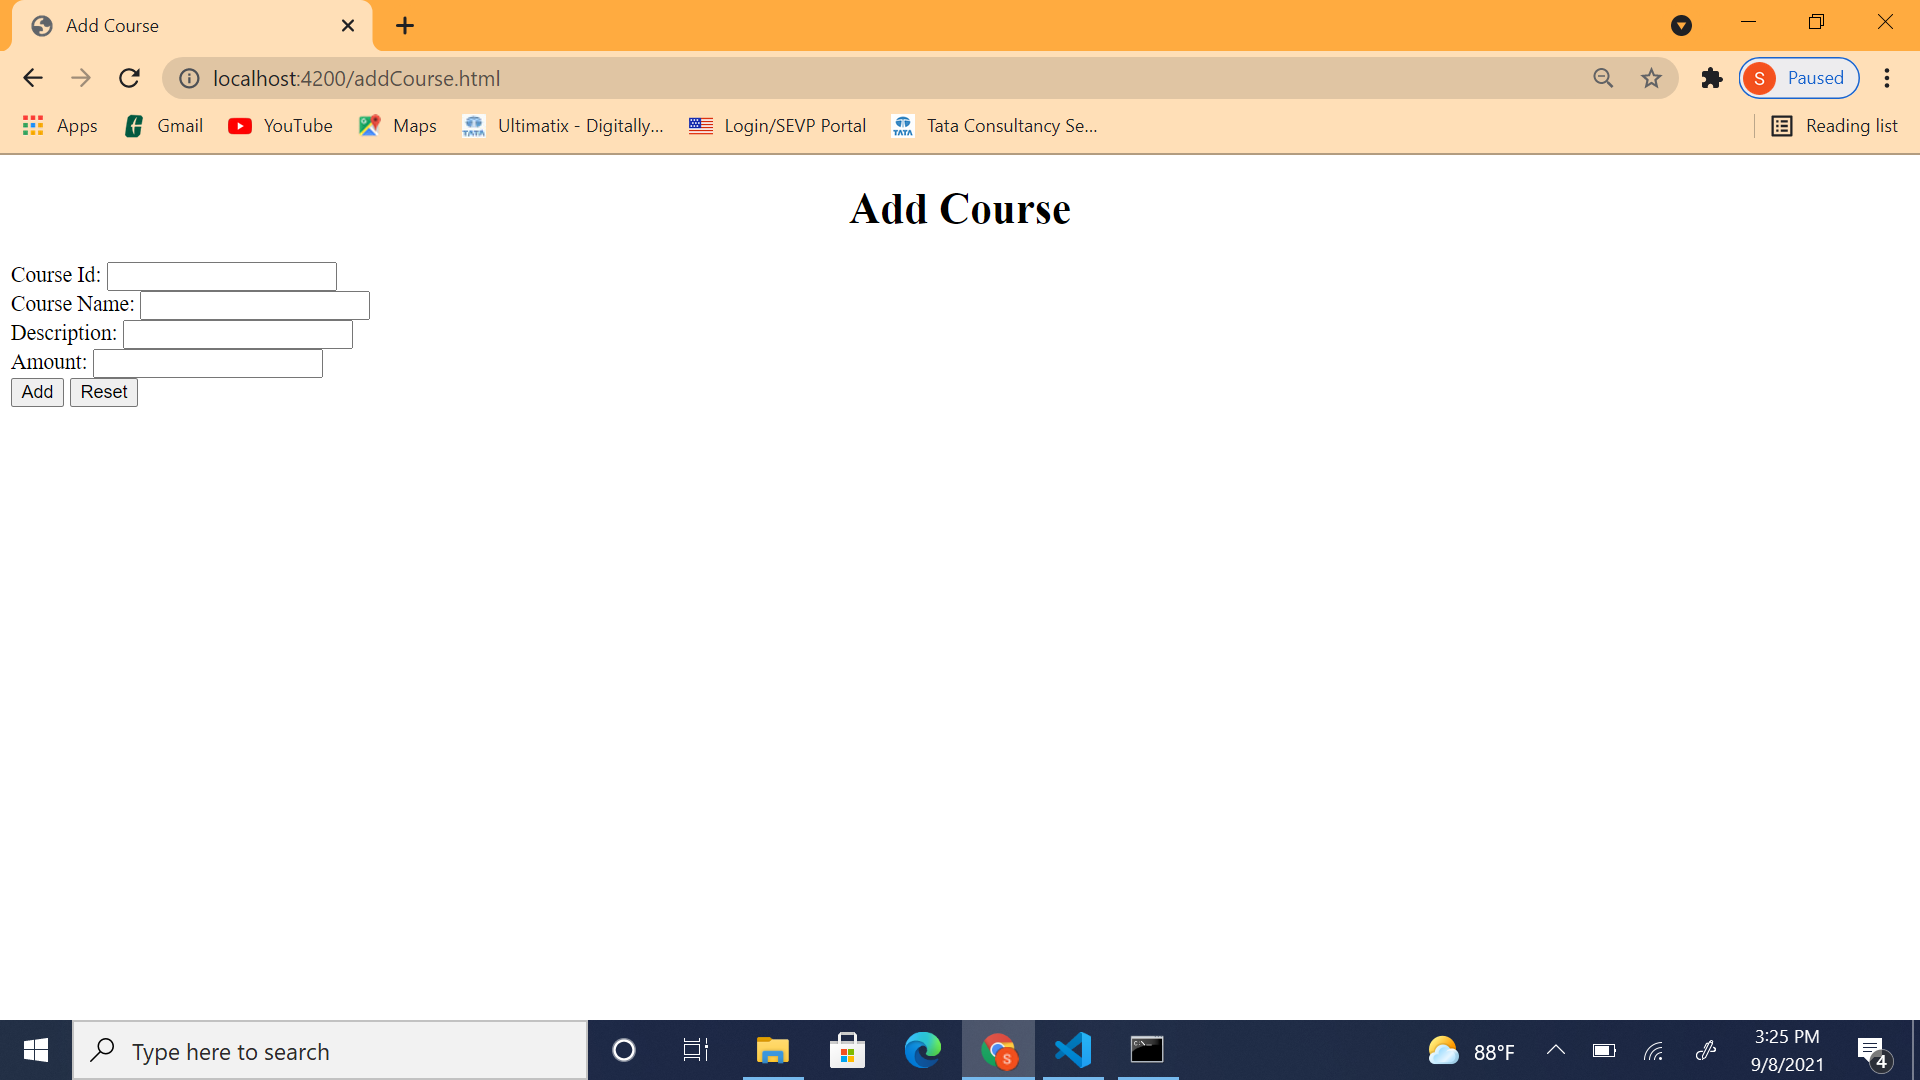 Add Course
localhost:4200/addCourse.html
S Paused
Apps Gmail YouTube Maps TATA Ultimatix - Digitally... Login/SEVP Portal TATA Tata Consultancy Se... Reading list
Add Course
Course Id:
Course Name:
Description:
Amount:
Add Reset
Type here to search
S
C:\_
88°F
3:25 PM
9/8/2021
4